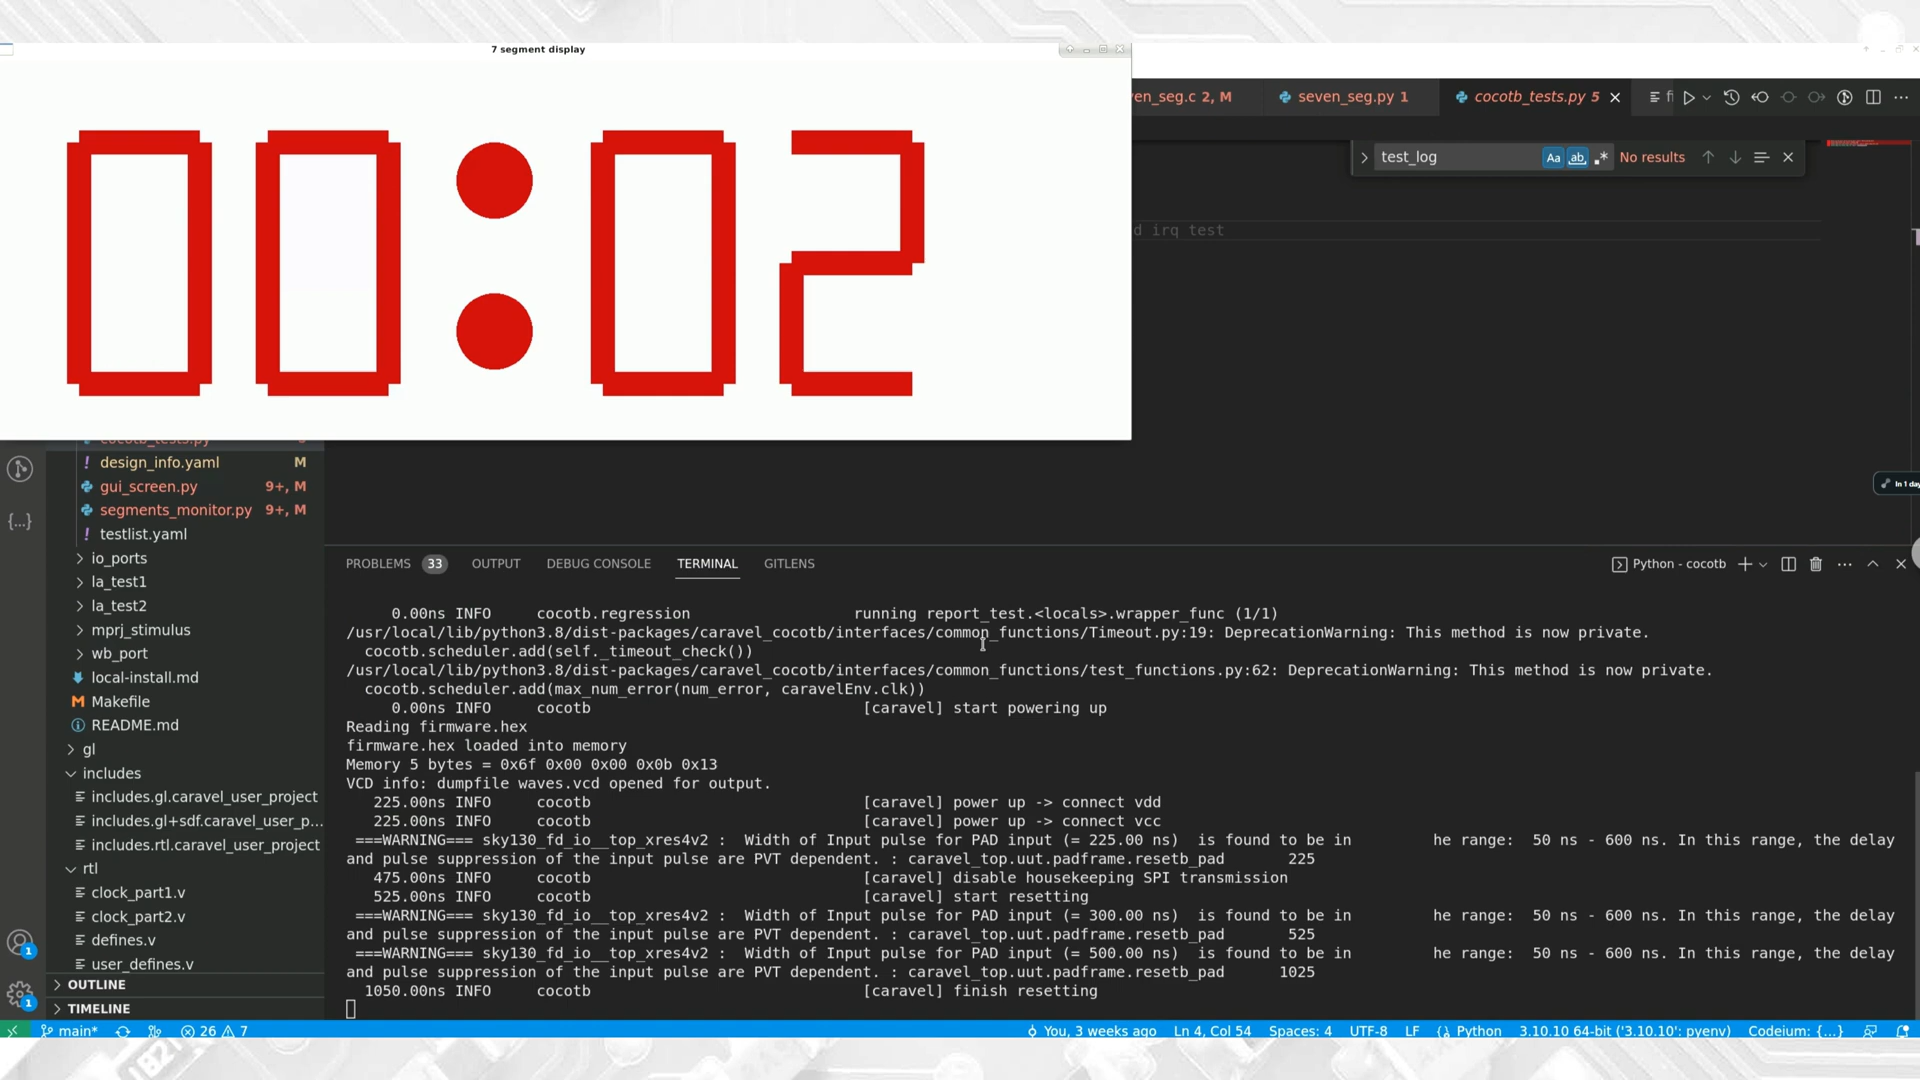 7 segment display
00:02
en_seg.c 2, M
seven_seg.py 1
cocotb_tests.py 5
test_log
Aa
ab
No results
d irq test
In 1 day
cocotb_tests.py
! design_info.yaml M
gui_screen.py 9+, M
segments_monitor.py 9+, M
! testlist.yaml
io_ports
la_test1
la_test2
mprj_stimulus
wb_port
local-install.md
Makefile
README.md
gl
includes
includes.gl.caravel_user_project
includes.gl+sdf.caravel_user_p...
includes.rtl.caravel_user_project
rtl
clock_part1.v
clock_part2.v
defines.v
user_defines.v
OUTLINE
TIMELINE
1
1
PROBLEMS 33 OUTPUT DEBUG CONSOLE TERMINAL GITLENS
Python - cocotb
0.00ns INFO cocotb.regression running report_test.<locals>.wrapper_func (1/1)
/usr/local/lib/python3.8/dist-packages/caravel_cocotb/interfaces/common_functions/Timeout.py:19: DeprecationWarning: This method is now private.
cocotb.scheduler.add(self._timeout_check())
/usr/local/lib/python3.8/dist-packages/caravel_cocotb/interfaces/common_functions/test_functions.py:62: DeprecationWarning: This method is now private.
cocotb.scheduler.add(max_num_error(num_error, caravelEnv.clk))
0.00ns INFO cocotb [caravel] start powering up
Reading firmware.hex
firmware.hex loaded into memory
Memory 5 bytes = 0x6f 0x00 0x00 0x0b 0x13
VCD info: dumpfile waves.vcd opened for output.
225.00ns INFO cocotb [caravel] power up -> connect vdd
225.00ns INFO cocotb [caravel] power up -> connect vcc
===WARNING=== sky130_fd_io__top_xres4v2 : Width of Input pulse for PAD input (= 225.00 ns) is found to be in he range: 50 ns - 600 ns. In this range, the delay
and pulse suppression of the input pulse are PVT dependent. : caravel_top.uut.padframe.resetb_pad 225
475.00ns INFO cocotb [caravel] disable housekeeping SPI transmission
525.00ns INFO cocotb [caravel] start resetting
===WARNING=== sky130_fd_io__top_xres4v2 : Width of Input pulse for PAD input (= 300.00 ns) is found to be in he range: 50 ns - 600 ns. In this range, the delay
and pulse suppression of the input pulse are PVT dependent. : caravel_top.uut.padframe.resetb_pad 525
===WARNING=== sky130_fd_io__top_xres4v2 : Width of Input pulse for PAD input (= 500.00 ns) is found to be in he range: 50 ns - 600 ns. In this range, the delay
and pulse suppression of the input pulse are PVT dependent. : caravel_top.uut.padframe.resetb_pad 1025
1050.00ns INFO cocotb [caravel] finish resetting
main* 26 7 You, 3 weeks ago Ln 4, Col 54 Spaces: 4 UTF-8 LF Python 3.10.10 64-bit ('3.10.10': pyenv) Codeium: {...}